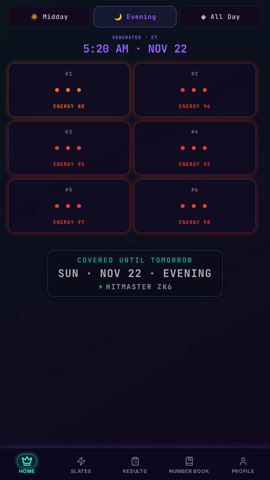 Midday
Evening
All Day
GENERATED · ET
5:20 AM · NOV 22
#1
#2
ENERGY 88
ENERGY 96
#3
#4
ENERGY 95
ENERGY 92
#5
#6
ENERGY 97
ENERGY 98
COVERED UNTIL TOMORROW
SUN · NOV 22 · EVENING
HITMASTER ZK6
HOME
SLATES
RESULTS
NUMBER BOOK
PROFILE